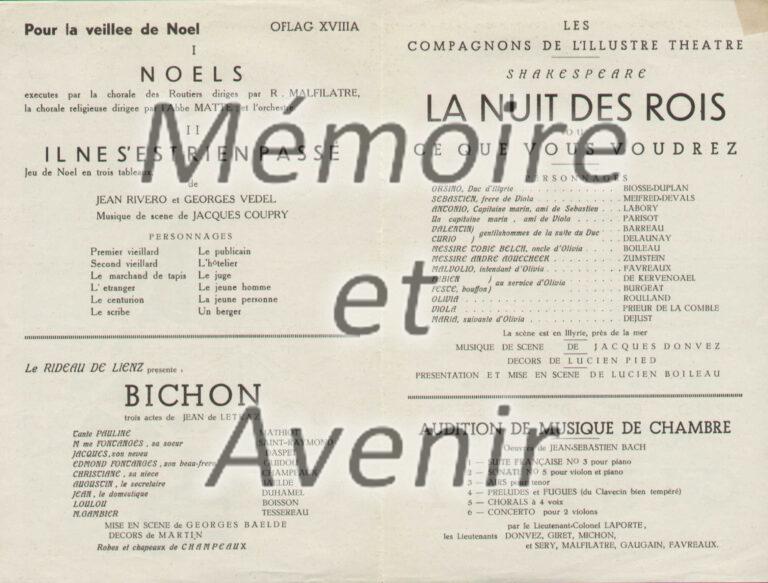 Pour la veillee de Noel OFLAG XVIIIA
I
NOELS
executes par la chorale des Routiers diriges par R. MALFILATRE,
la chorale religieuse dirigee par l'Abbe MATTE et l'orchestre
II
IL NE S'EST RIEN PASSÉ
Jeu de Noel en trois tableaux
de
JEAN RIVERO et GEORGES VEDEL
Musique de scene de JACQUES COUPRY
PERSONNAGES
Premier vieillard Le publicain
Second vieillard L'hôtelier
Le marchand de tapis Le juge
L' etranger Le jeune homme
Le centurion La jeune personne
Le scribe Un berger
Le RIDEAU DE LIENZ presente :
BICHON
trois actes de JEAN de LETRAZ
Tante PAULINE MATHIOT
M me FONTANGES, sa soeur SAINT-RAYMOND
JACQUES, son neveu DASPET
EDMOND FONTANGES, son beau-frere GUIDOU
CHRISTIANE, sa niece CHAMPEAUX
AUGUSTIN, le secretaire BAELDE
JEAN, le domestique DUHAMEL
LOULOU BOISSON
M. GAMBIER TESSEREAU
MISE EN SCENE de GEORGES BAELDE
DECORS de MARTIN
Robes et chapeaux de CHAMPEAUX
LES
COMPAGNONS DE L'ILLUSTRE THEATRE
SHAKESPEARE
LA NUIT DES ROIS
OU
CE QUE VOUS VOUDREZ
PERSONNAGES
ORSINO, Duc d'Illyrie BIOSSE-DUPLAN
SEBASTIEN, frere de Viola MEIFRED-DEVALS
ANTONIO, Capitaine marin, ami de Sebastien LABORY
Un capitaine marin, ami de Viola PARISOT
VALENTIN) BARREAU
gentilshommes de la suite du Duc
CURIO ) DELAUNAY
MESSIRE TOBIE BELCH, oncle d'Olivia BOILEAU
MESSIRE ANDRE AGUECHEEK ZUMSTEIN
MALVOLIO, intendant d'Olivia FAVREAUX
FABIEN ) DE KERVENOAEL
au service d'Olivia
FESTE, bouffon) BURGEAT
OLIVIA ROULLAND
VIOLA PRIEUR DE LA COMBLE
MARIA, suivante d'Olivia DEJUST
La scène est en Illyrie, près de la mer
MUSIQUE DE SCENE DE JACQUES DONVEZ
DECORS DE LUCIEN PIED
PRESENTATION ET MISE EN SCENE DE LUCIEN BOILEAU
AUDITION DE MUSIQUE DE CHAMBRE
Oeuvres de JEAN-SEBASTIEN BACH
1 — SUITE FRANÇAISE No 3 pour piano
2 — SONATE No 5 pour violon et piano
3 — AIRS pour tenor
4 — PRELUDES et FUGUES (du Clavecin bien tempéré)
5 — CHORALS à 4 voix
6 — CONCERTO pour 2 violons
par le Lieutenant-Colonel LAPORTE,
les Lieutenants DONVEZ, GIRET, MICHON,
et SERY, MALFILATRE, GAUGAIN, FAVREAUX.
Mémoire
et
Avenir